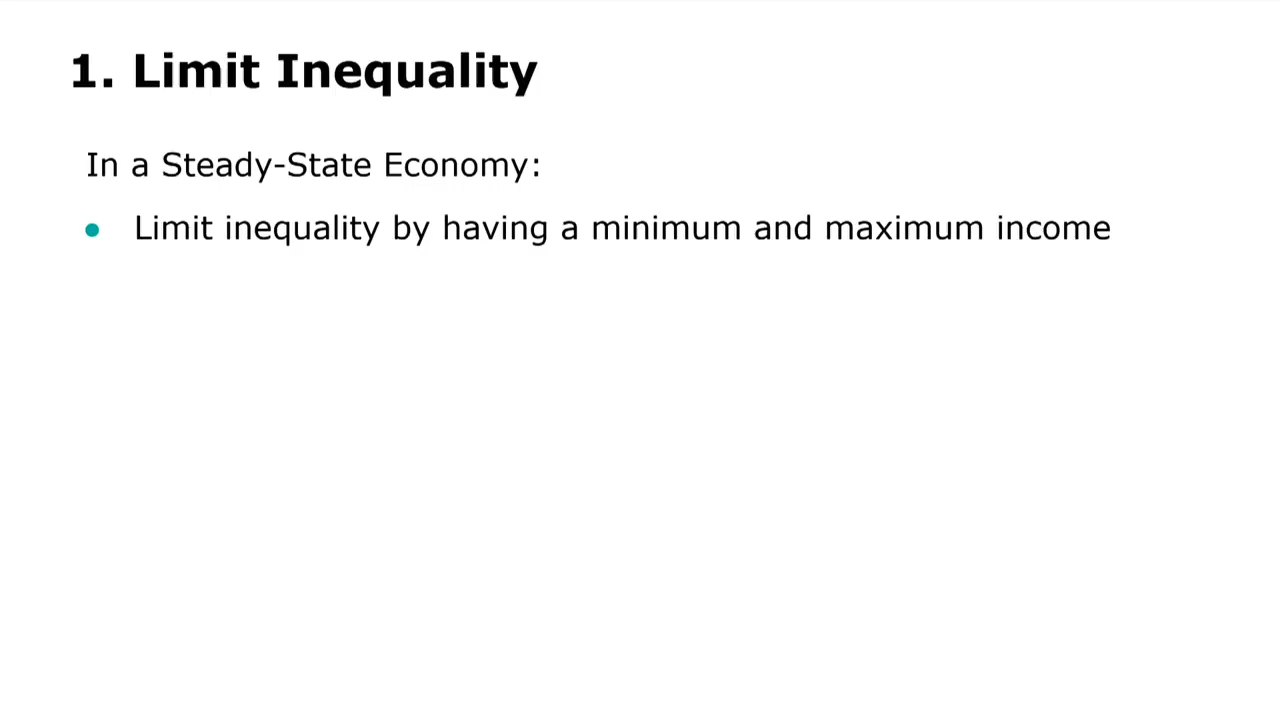 1. Limit Inequality
In a Steady-State Economy:
• Limit inequality by having a minimum and maximum income